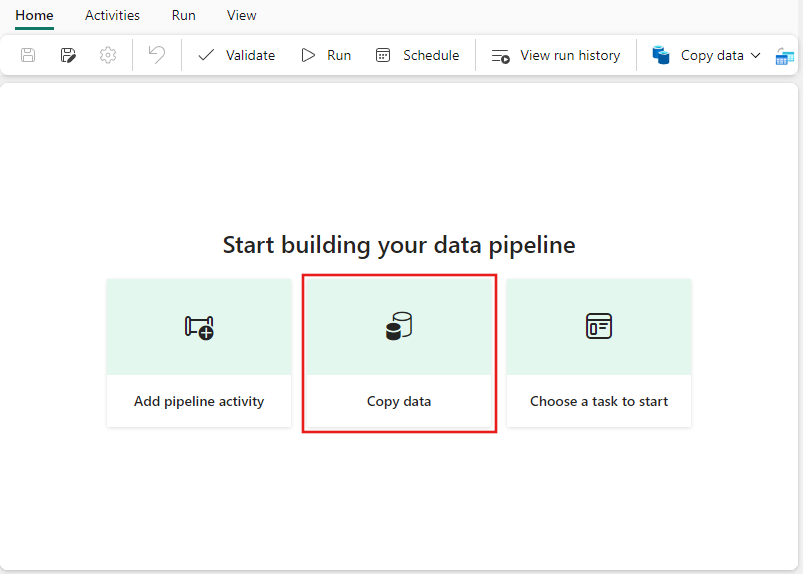 Home Activities Run View
Validate Run Schedule View run history Copy data
Start building your data pipeline
Add pipeline activity Copy data Choose a task to start